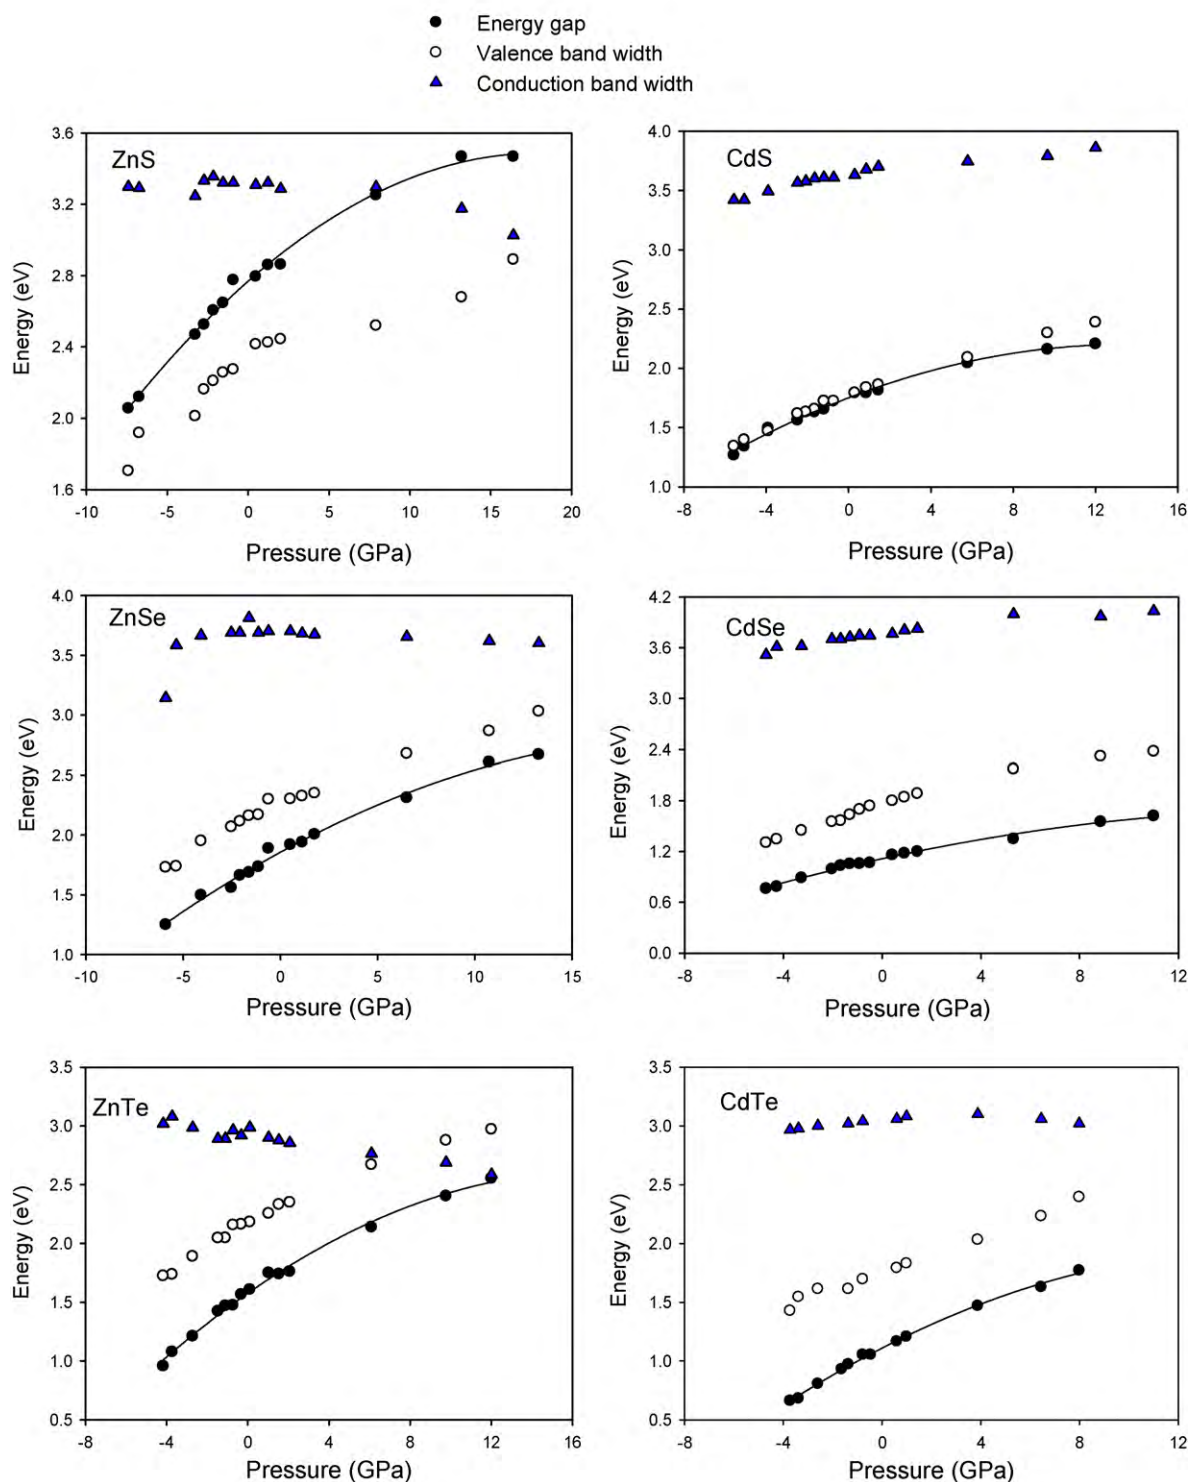 Energy gap
Valence band width
Conduction band width
ZnS
3.6
3.2
2.8
2.4
2.0
1.6
Energy (eV)
-10 -5 0 5 10 15 20
Pressure (GPa)
CdS
4.0
3.5
3.0
2.5
2.0
1.5
1.0
Energy (eV)
-8 -4 0 4 8 12 16
Pressure (GPa)
ZnSe
4.0
3.5
3.0
2.5
2.0
1.5
1.0
Energy (eV)
-10 -5 0 5 10 15
Pressure (GPa)
CdSe
4.2
3.6
3.0
2.4
1.8
1.2
0.6
0.0
Energy (eV)
-8 -4 0 4 8 12
Pressure (GPa)
ZnTe
3.5
3.0
2.5
2.0
1.5
1.0
0.5
Energy (eV)
-8 -4 0 4 8 12 16
Pressure (GPa)
CdTe
3.5
3.0
2.5
2.0
1.5
1.0
0.5
Energy (eV)
-8 -4 0 4 8 12
Pressure (GPa)